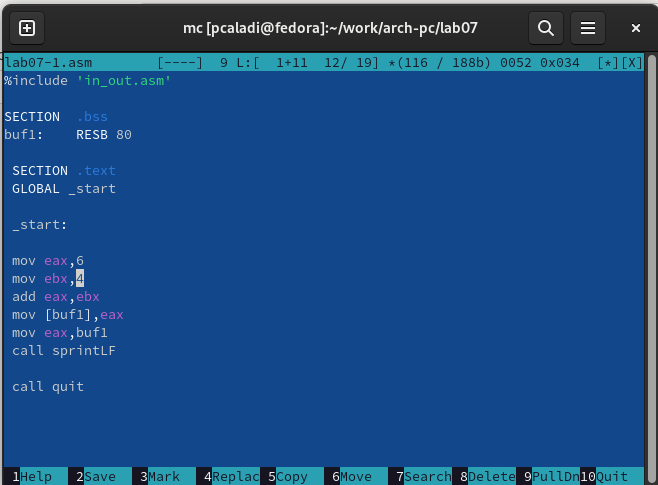 mc [pcaladi@fedora]:~/work/arch-pc/lab07
lab07-1.asm        [----]  9 L:[  1+11  12/ 19] *(116 / 188b) 0052 0x034  [*][X]
%include 'in_out.asm'
SECTION  .bss
buf1:    RESB 80
SECTION .text
GLOBAL _start
_start:
mov eax,6
mov ebx,4
add eax,ebx
mov [buf1],eax
mov eax,buf1
call sprintLF
call quit
1Help  2Save  3Mark  4Replac 5Copy  6Move  7Search 8Delete 9PullDn 10Quit